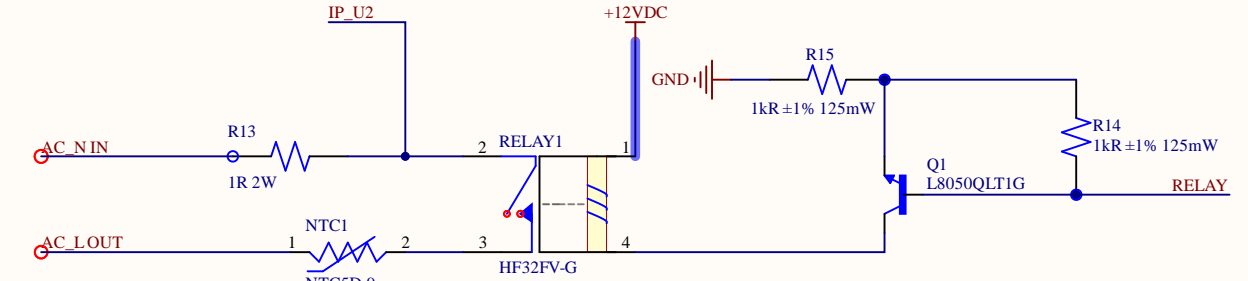 IP_U2
+12VDC
R15
GND
1kR ±1% 125mW
R13
AC_N IN
2
RELAY1
1
R14
1kR ±1% 125mW
1R 2W
Q1
L8050QLT1G
RELAY
NTC1
AC_L OUT
1
2
3
4
HF32FV-G